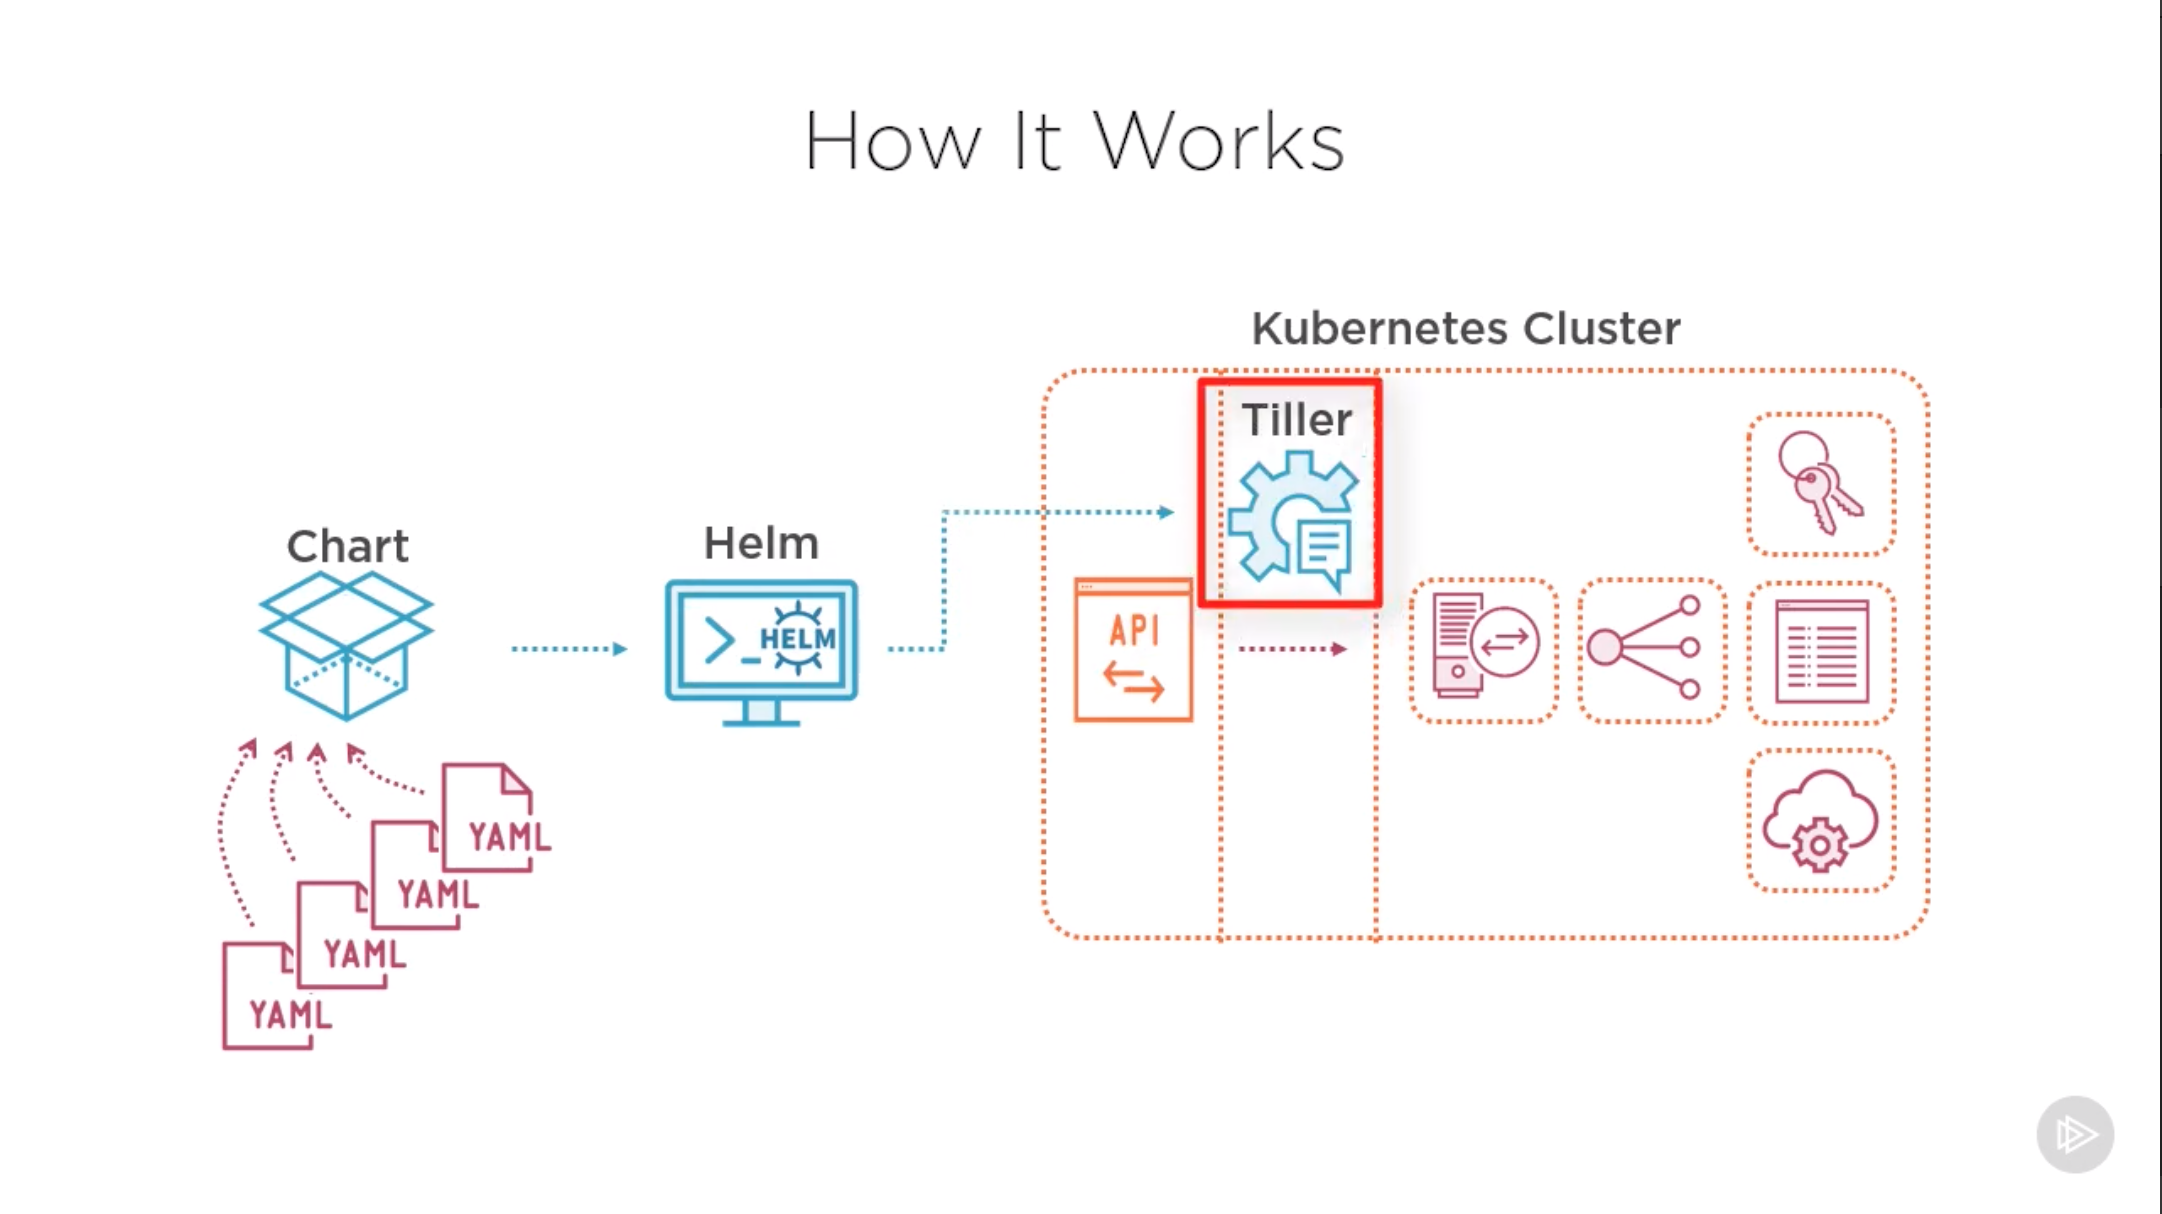 How It Works
Kubernetes Cluster
Tiller
Chart
Helm
>_ HELM
API
YAML
YAML
YAML
YAML